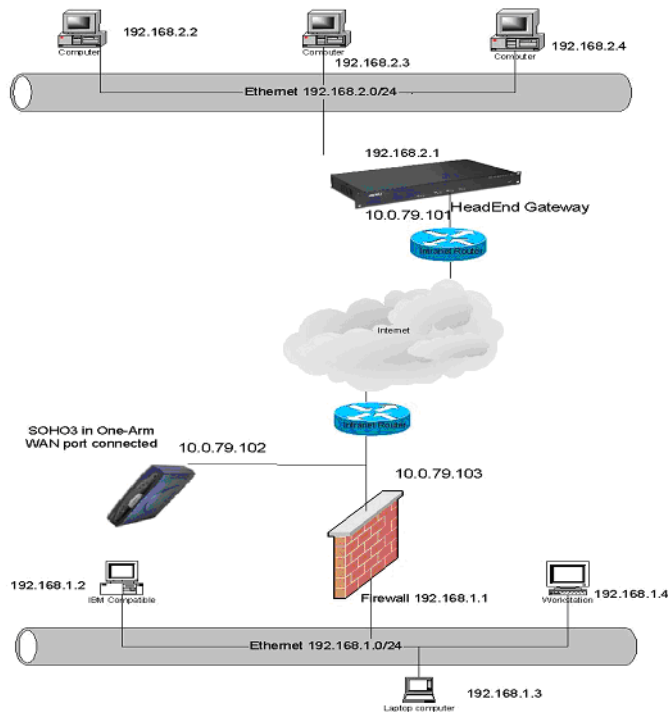 192.168.2.2
Computer
Computer
192.168.2.3
192.168.2.4
Computer
Ethernet 192.168.2.0/24
192.168.2.1
HeadEnd Gateway
10.0.79.101
Intranet Router
Internet
Intranet Router
SOHO3 in One-Arm
WAN port connected
10.0.79.102
10.0.79.103
192.168.1.2
IBM Compatible
Firewall 192.168.1.1
Workstation
192.168.1.4
Ethernet 192.168.1.0/24
192.168.1.3
Laptop computer